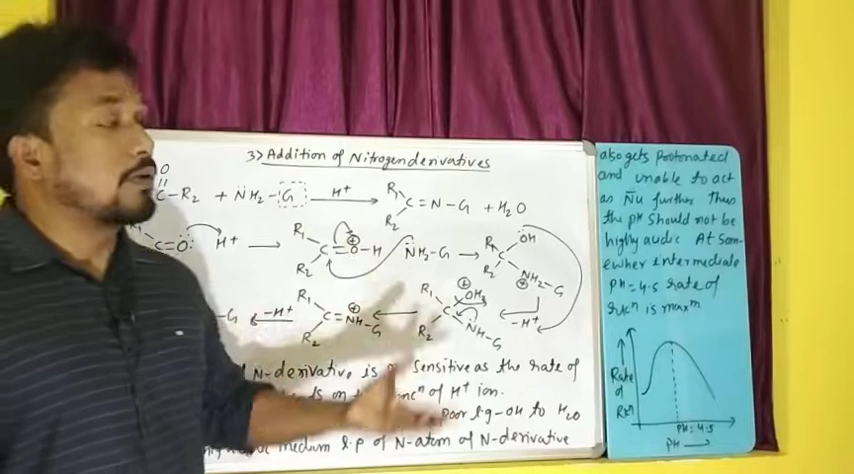 3> Addition of Nitrogenderivatives
O
C-R2 + NH2-G H+ → R1 R2 C=N-G + H2O
C=O: H+ → R1 R2 C=O-H NH2-G → R1 R2 C OH NH2-G
-G ← -H+ R1 R2 C=NH-G ← R1 R2 C OH2 NH-G ← -H+
N-derivative is sensitive as the rate of
of H+ ion.
Poor l.g-OH to H2O
medium l.p of N-atom of N-derivative
also gets protonated
and unable to act
as Nu further Thus
the pH should not be
highly acidic At som-
ewher intermediate
PH = 4.5 rate of
rxn is maxm
Rate
of
Rxn
PH=4.5
PH →